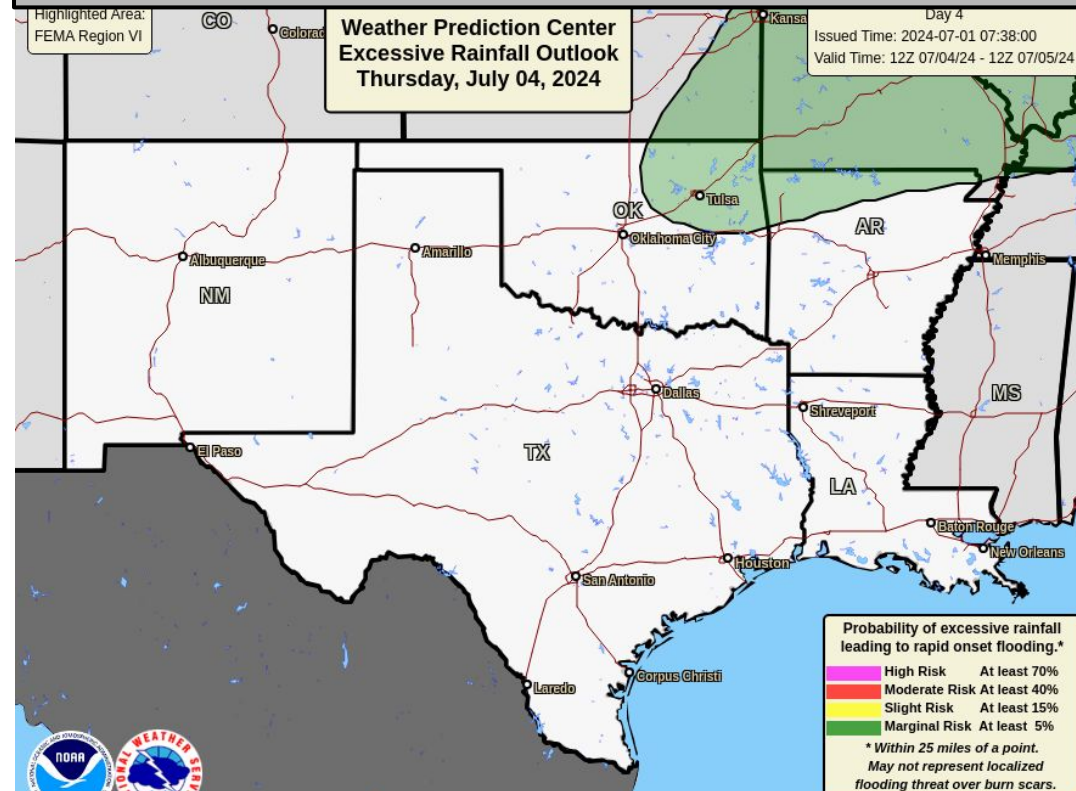 Highlighted Area:
FEMA Region VI
Weather Prediction Center
Excessive Rainfall Outlook
Thursday, July 04, 2024
Day 4
Issued Time: 2024-07-01 07:38:00
Valid Time: 12Z 07/04/24 - 12Z 07/05/24
CO
Colorad
Kansa
Tulsa
OK
Oklahoma City
AR
Amarillo
Albuquerque
Memphis
NM
Dallas
MS
Shreveport
El Paso
TX
LA
Baton Rouge
New Orleans
Houston
San Antonio
Corpus Christi
Laredo
Probability of excessive rainfall
leading to rapid onset flooding.*
High Risk At least 70%
Moderate Risk At least 40%
Slight Risk At least 15%
Marginal Risk At least 5%
* Within 25 miles of a point.
May not represent localized
flooding threat over burn scars.
NOAA
WEATHER SERV